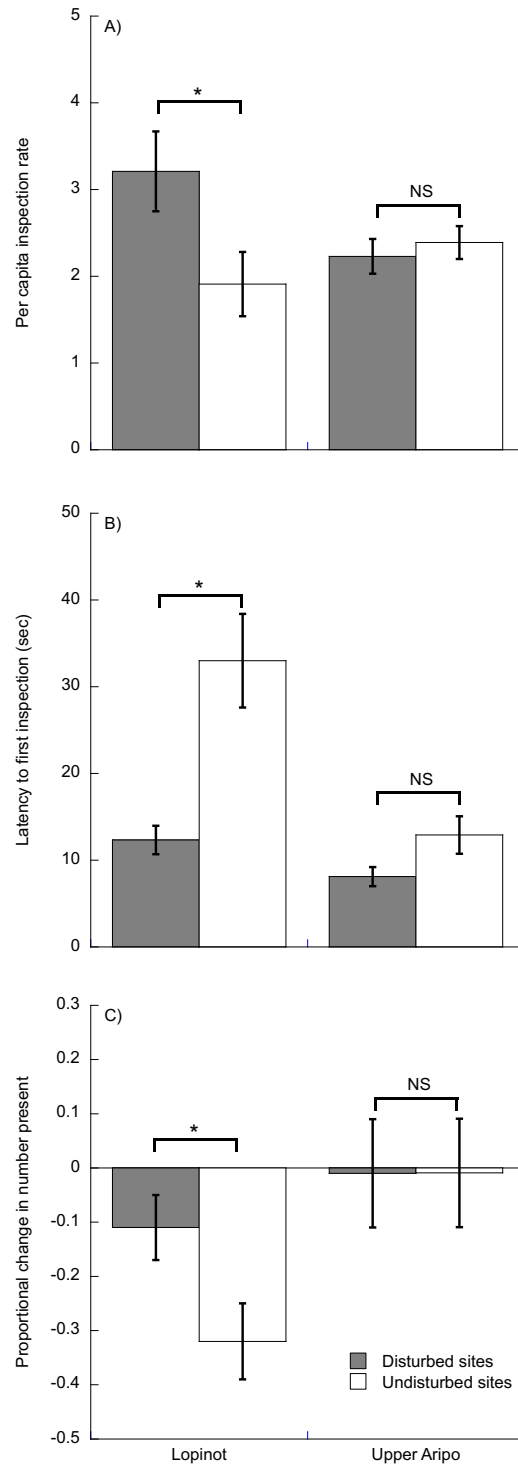 A)
Per capita inspection rate
5
4
3
2
1
0
*
NS
B)
Latency to first inspection (sec)
50
40
30
20
10
0
*
NS
C)
Proportional change in number present
0.3
0.2
0.1
0
-0.1
-0.2
-0.3
-0.4
-0.5
*
NS
Disturbed sites
Undisturbed sites
Lopinot Upper Aripo